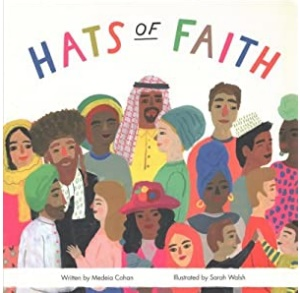 HATS OF FAITH
Written by Medeia Cohan
Illustrated by Sarah Walsh